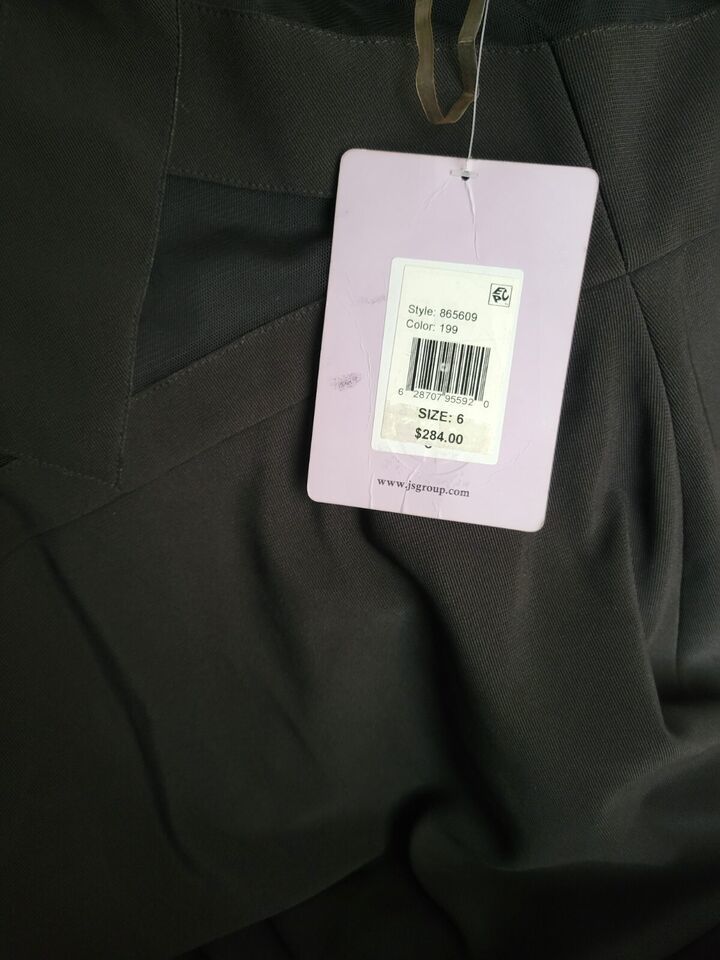 Style: 865609
Color: 199
6 28707 95592 0
SIZE: 6
$284.00
www.jsgroup.com